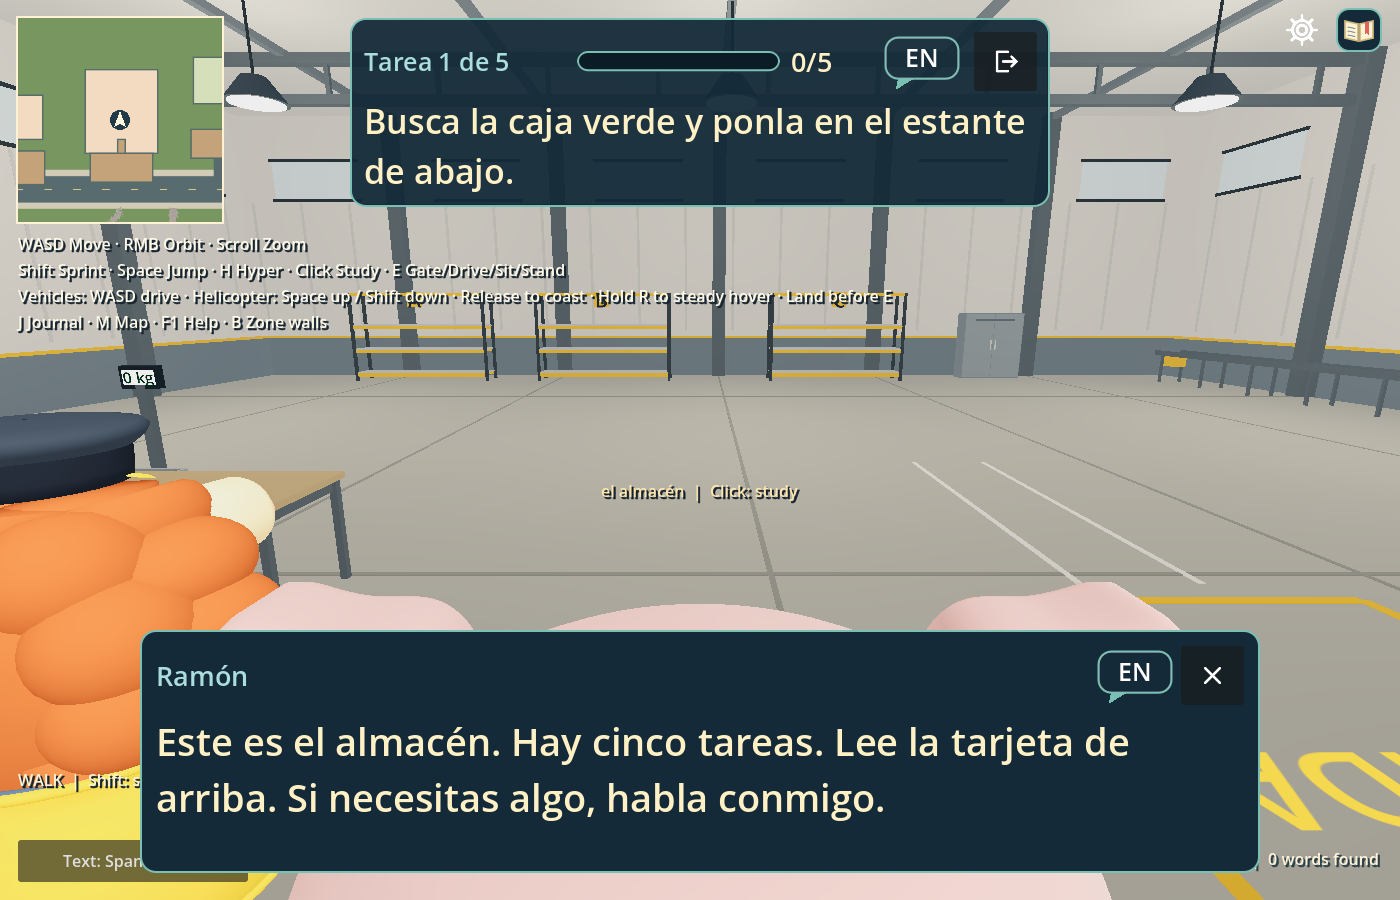 Tarea 1 de 5
0/5
EN
Busca la caja verde y ponla en el estante
de abajo.
WASD Move · RMB Orbit · Scroll Zoom
Shift Sprint · Space Jump · H Hyper · Click Study · E Gate/Drive/Sit/Stand
Vehicles: WASD drive · Helicopter: Space up / Shift down · Release to coast · Hold R to steady hover · Land before E
J Journal · M Map · F1 Help · B Zone walls
0 kg
el almacén | Click: study
Ramón
EN
Este es el almacén. Hay cinco tareas. Lee la tarjeta de
arriba. Si necesitas algo, habla conmigo.
WALK | Shift: s
Text: Span
0 words found